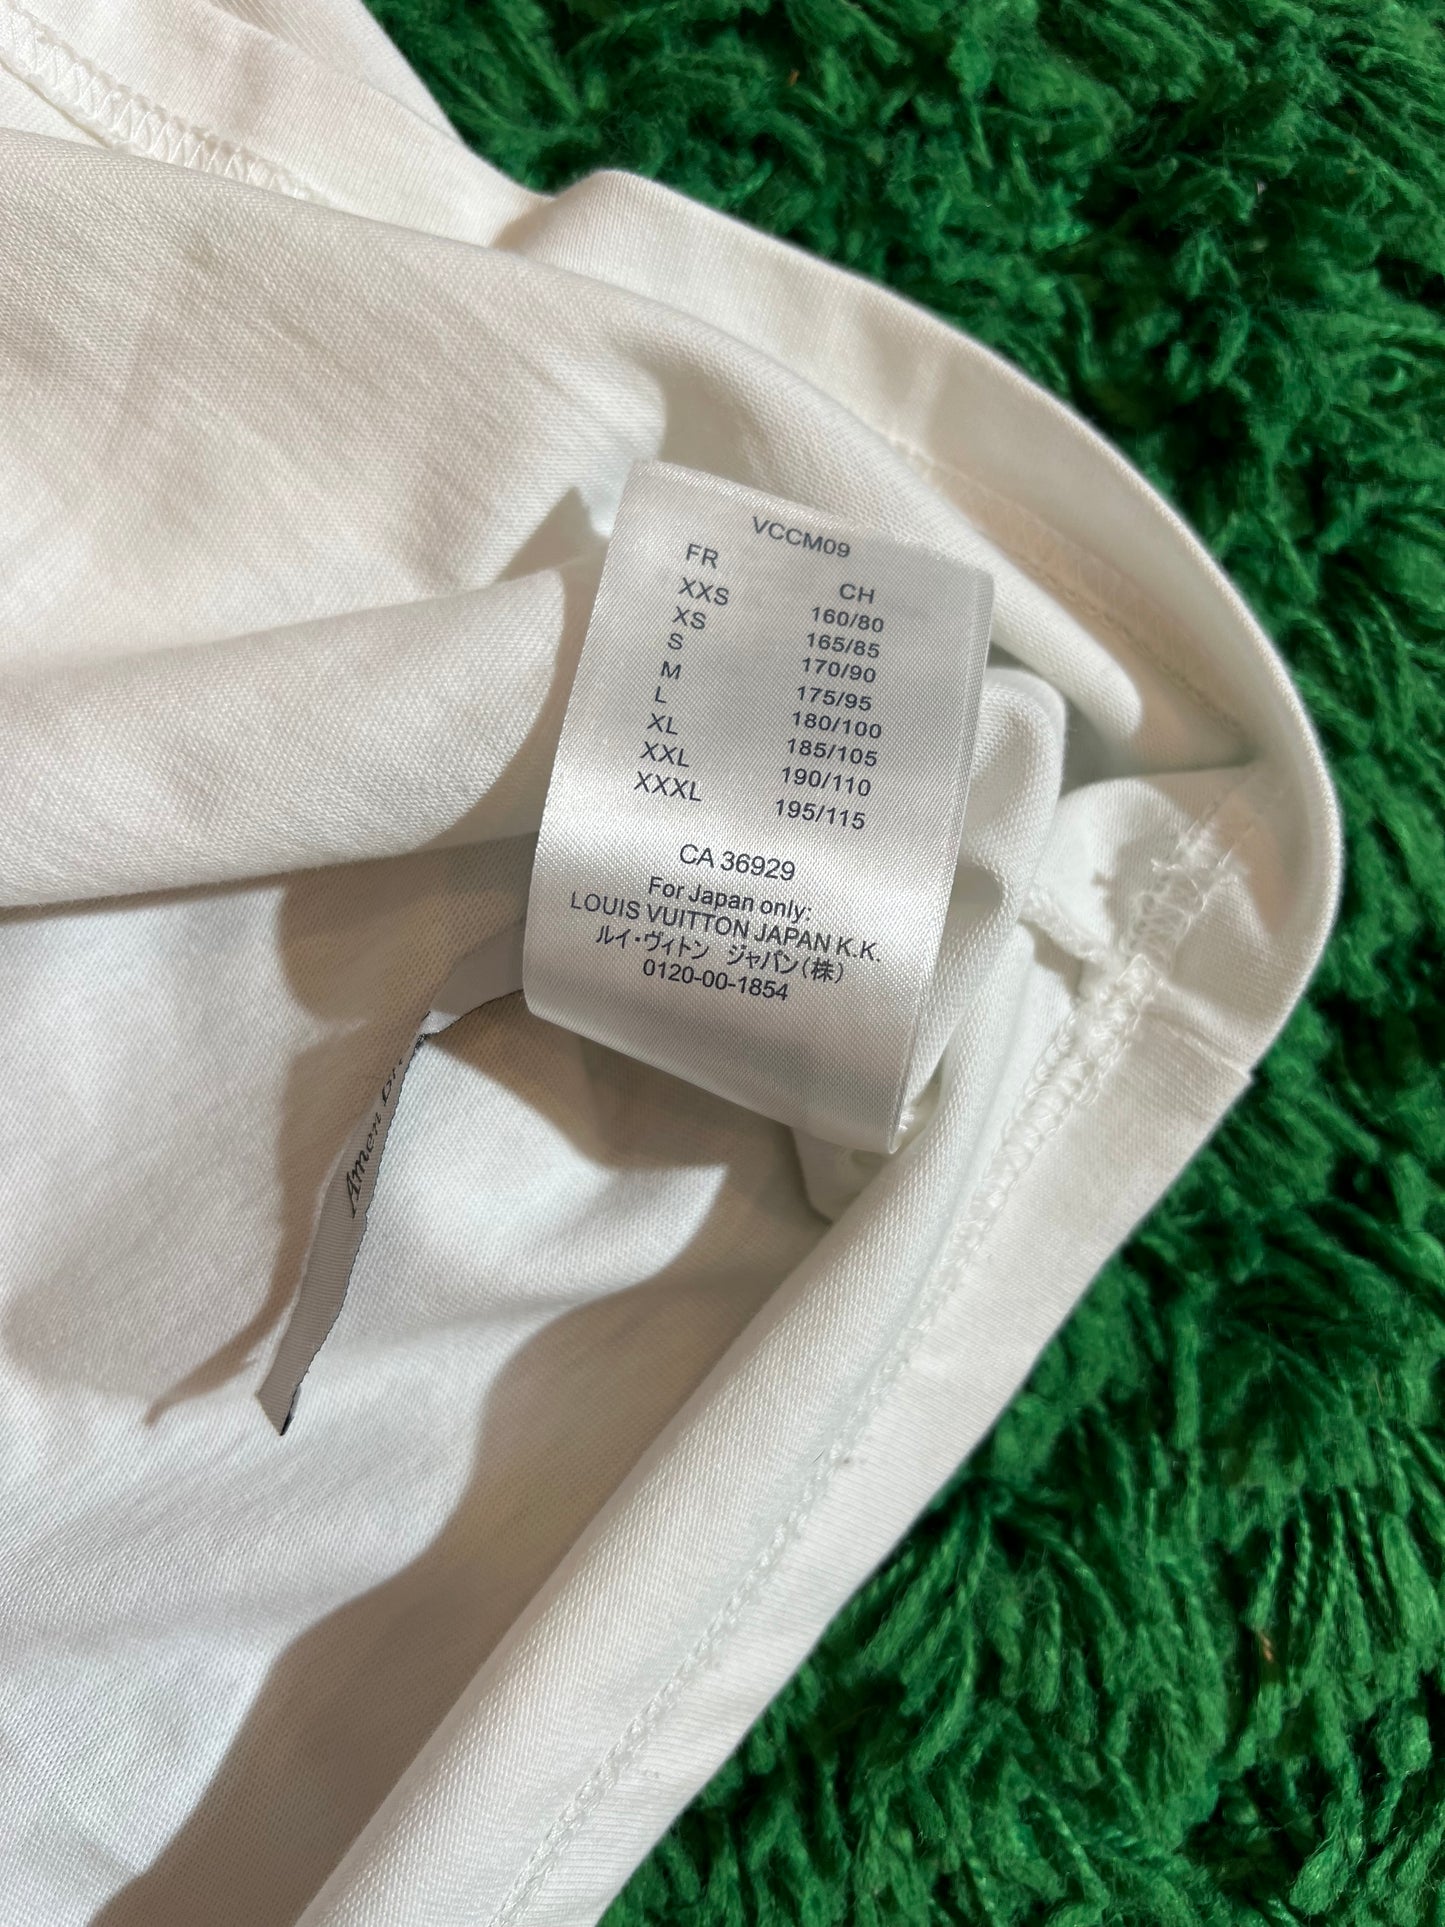 VCCM09
FR CH
XXS 160/80
XS 165/85
S 170/90
M 175/95
L 180/100
XL 185/105
XXL 190/110
XXXL 195/115
CA 36929
For Japan only:
LOUIS VUITTON JAPAN K.K.
ルイ・ヴィトン ジャパン(株)
0120-00-1854
Amen